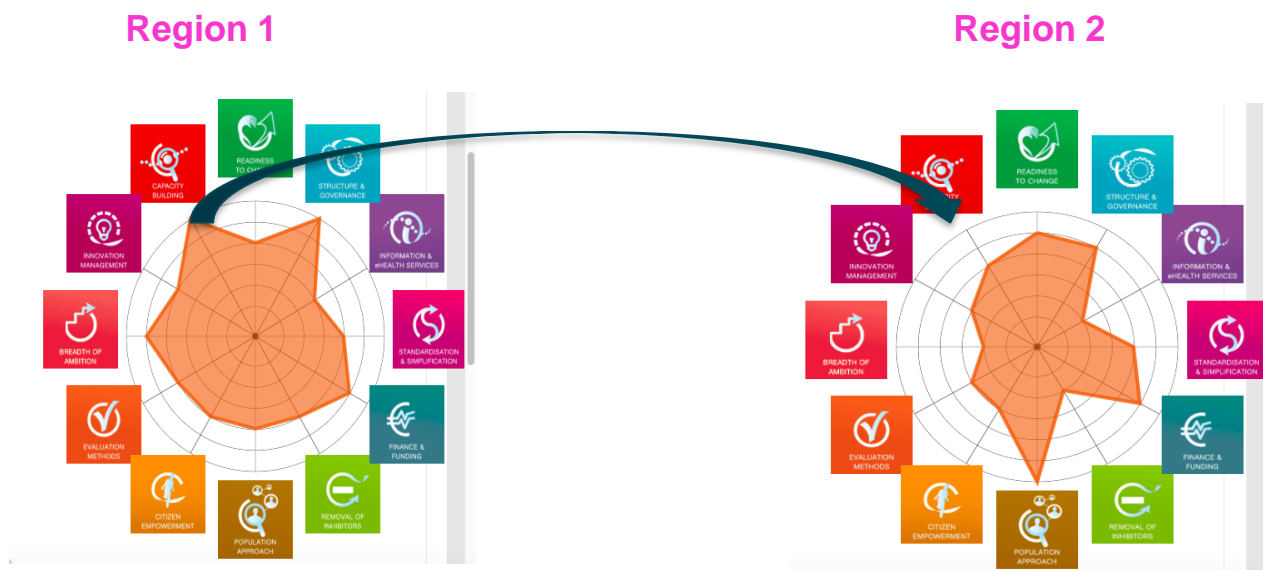 Region 1
Region 2
READINESS
TO CHANGE
CAPACITY
BUILDING
STRUCTURE &
GOVERNANCE
INNOVATION
MANAGEMENT
INFORMATION &
eHEALTH SERVICES
BREADTH OF
AMBITION
STANDARDISATION
& SIMPLIFICATION
EVALUATION
METHODS
FINANCE &
FUNDING
CITIZEN
EMPOWERMENT
REMOVAL OF
INHIBITORS
POPULATION
APPROACH
READINESS
TO CHANGE
STRUCTURE &
GOVERNANCE
INNOVATION
MANAGEMENT
INFORMATION &
eHEALTH SERVICES
BREADTH OF
AMBITION
STANDARDISATION
& SIMPLIFICATION
EVALUATION
METHODS
FINANCE &
FUNDING
CITIZEN
EMPOWERMENT
REMOVAL OF
INHIBITORS
POPULATION
APPROACH